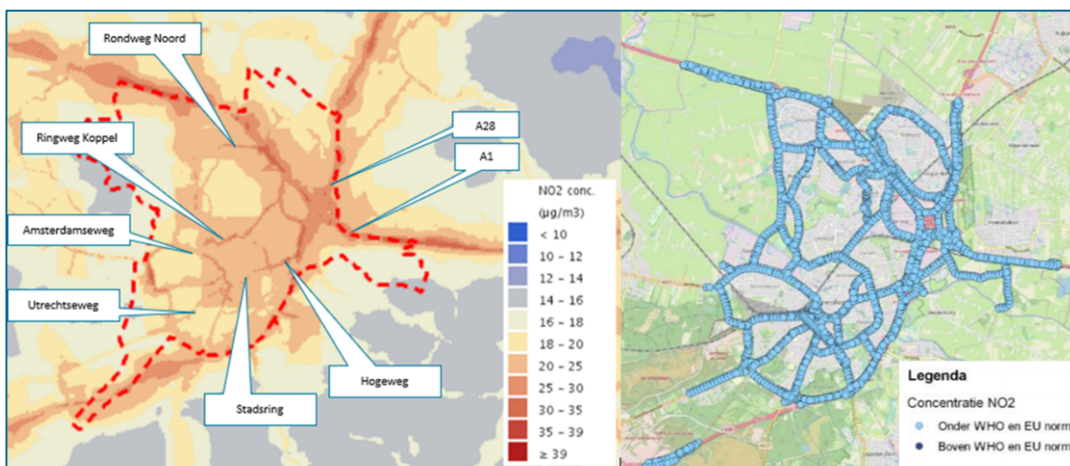 Rondweg Noord
Ringweg Koppel
A28
A1
Amsterdamseweg
Utrechtseweg
Stadsring
Hogeweg
NO2 conc.
(µg/m3)
< 10
10 – 12
12 – 14
14 – 16
16 – 18
18 – 20
20 – 25
25 – 30
30 – 35
35 – 39
≥ 39
Legenda
Concentratie NO2
Onder WHO en EU norm
Boven WHO en EU norm